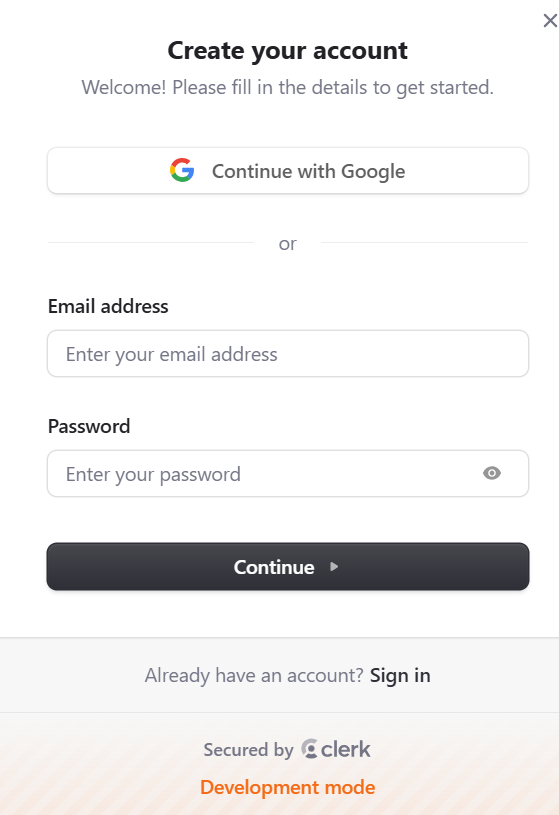 Create your account
Welcome! Please fill in the details to get started.
Continue with Google
or
Email address
Enter your email address
Password
Enter your password
Continue
Already have an account? Sign in
Secured by clerk
Development mode